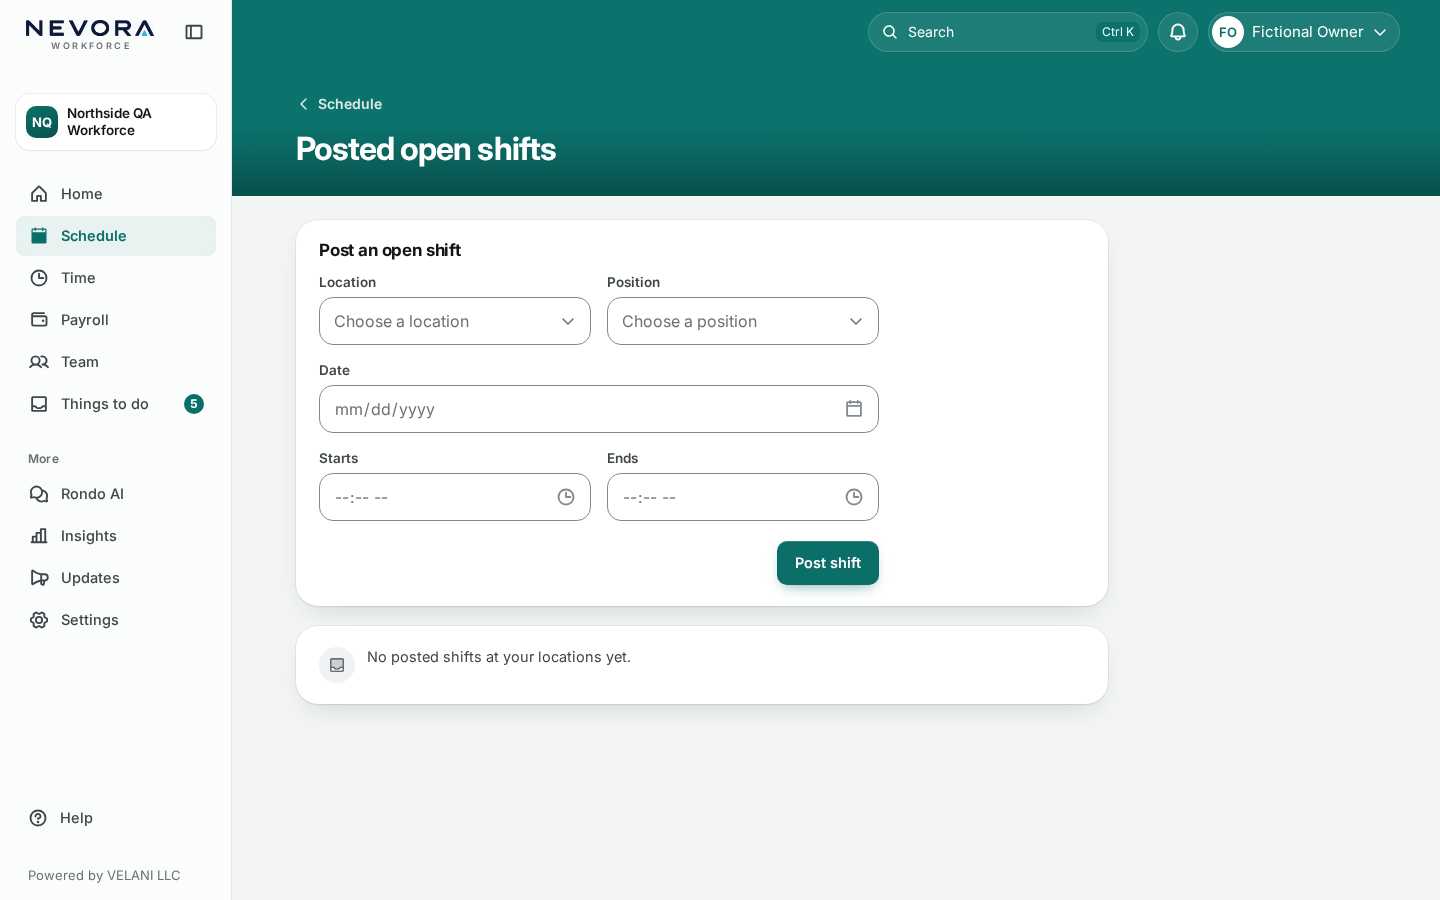 NEVORA
WORKFORCE
Search
Ctrl K
FO
Fictional Owner
NQ
Northside QA
Workforce
Home
Schedule
Time
Payroll
Team
Things to do
5
More
Rondo AI
Insights
Updates
Settings
Help
Powered by VELANI LLC
Schedule
Posted open shifts
Post an open shift
Location
Position
Choose a location
Choose a position
Date
mm/dd/yyyy
Starts
Ends
--:-- --
--:-- --
Post shift
No posted shifts at your locations yet.